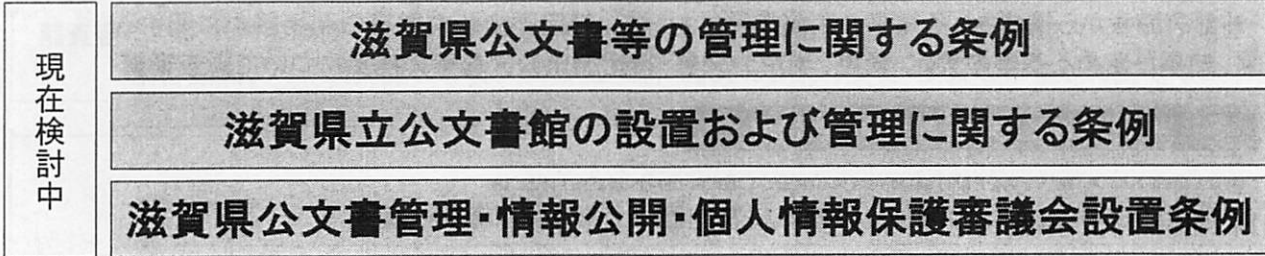 現在検討中
滋賀県公文書等の管理に関する条例
滋賀県立公文書館の設置および管理に関する条例
滋賀県公文書管理・情報公開・個人情報保護審議会設置条例